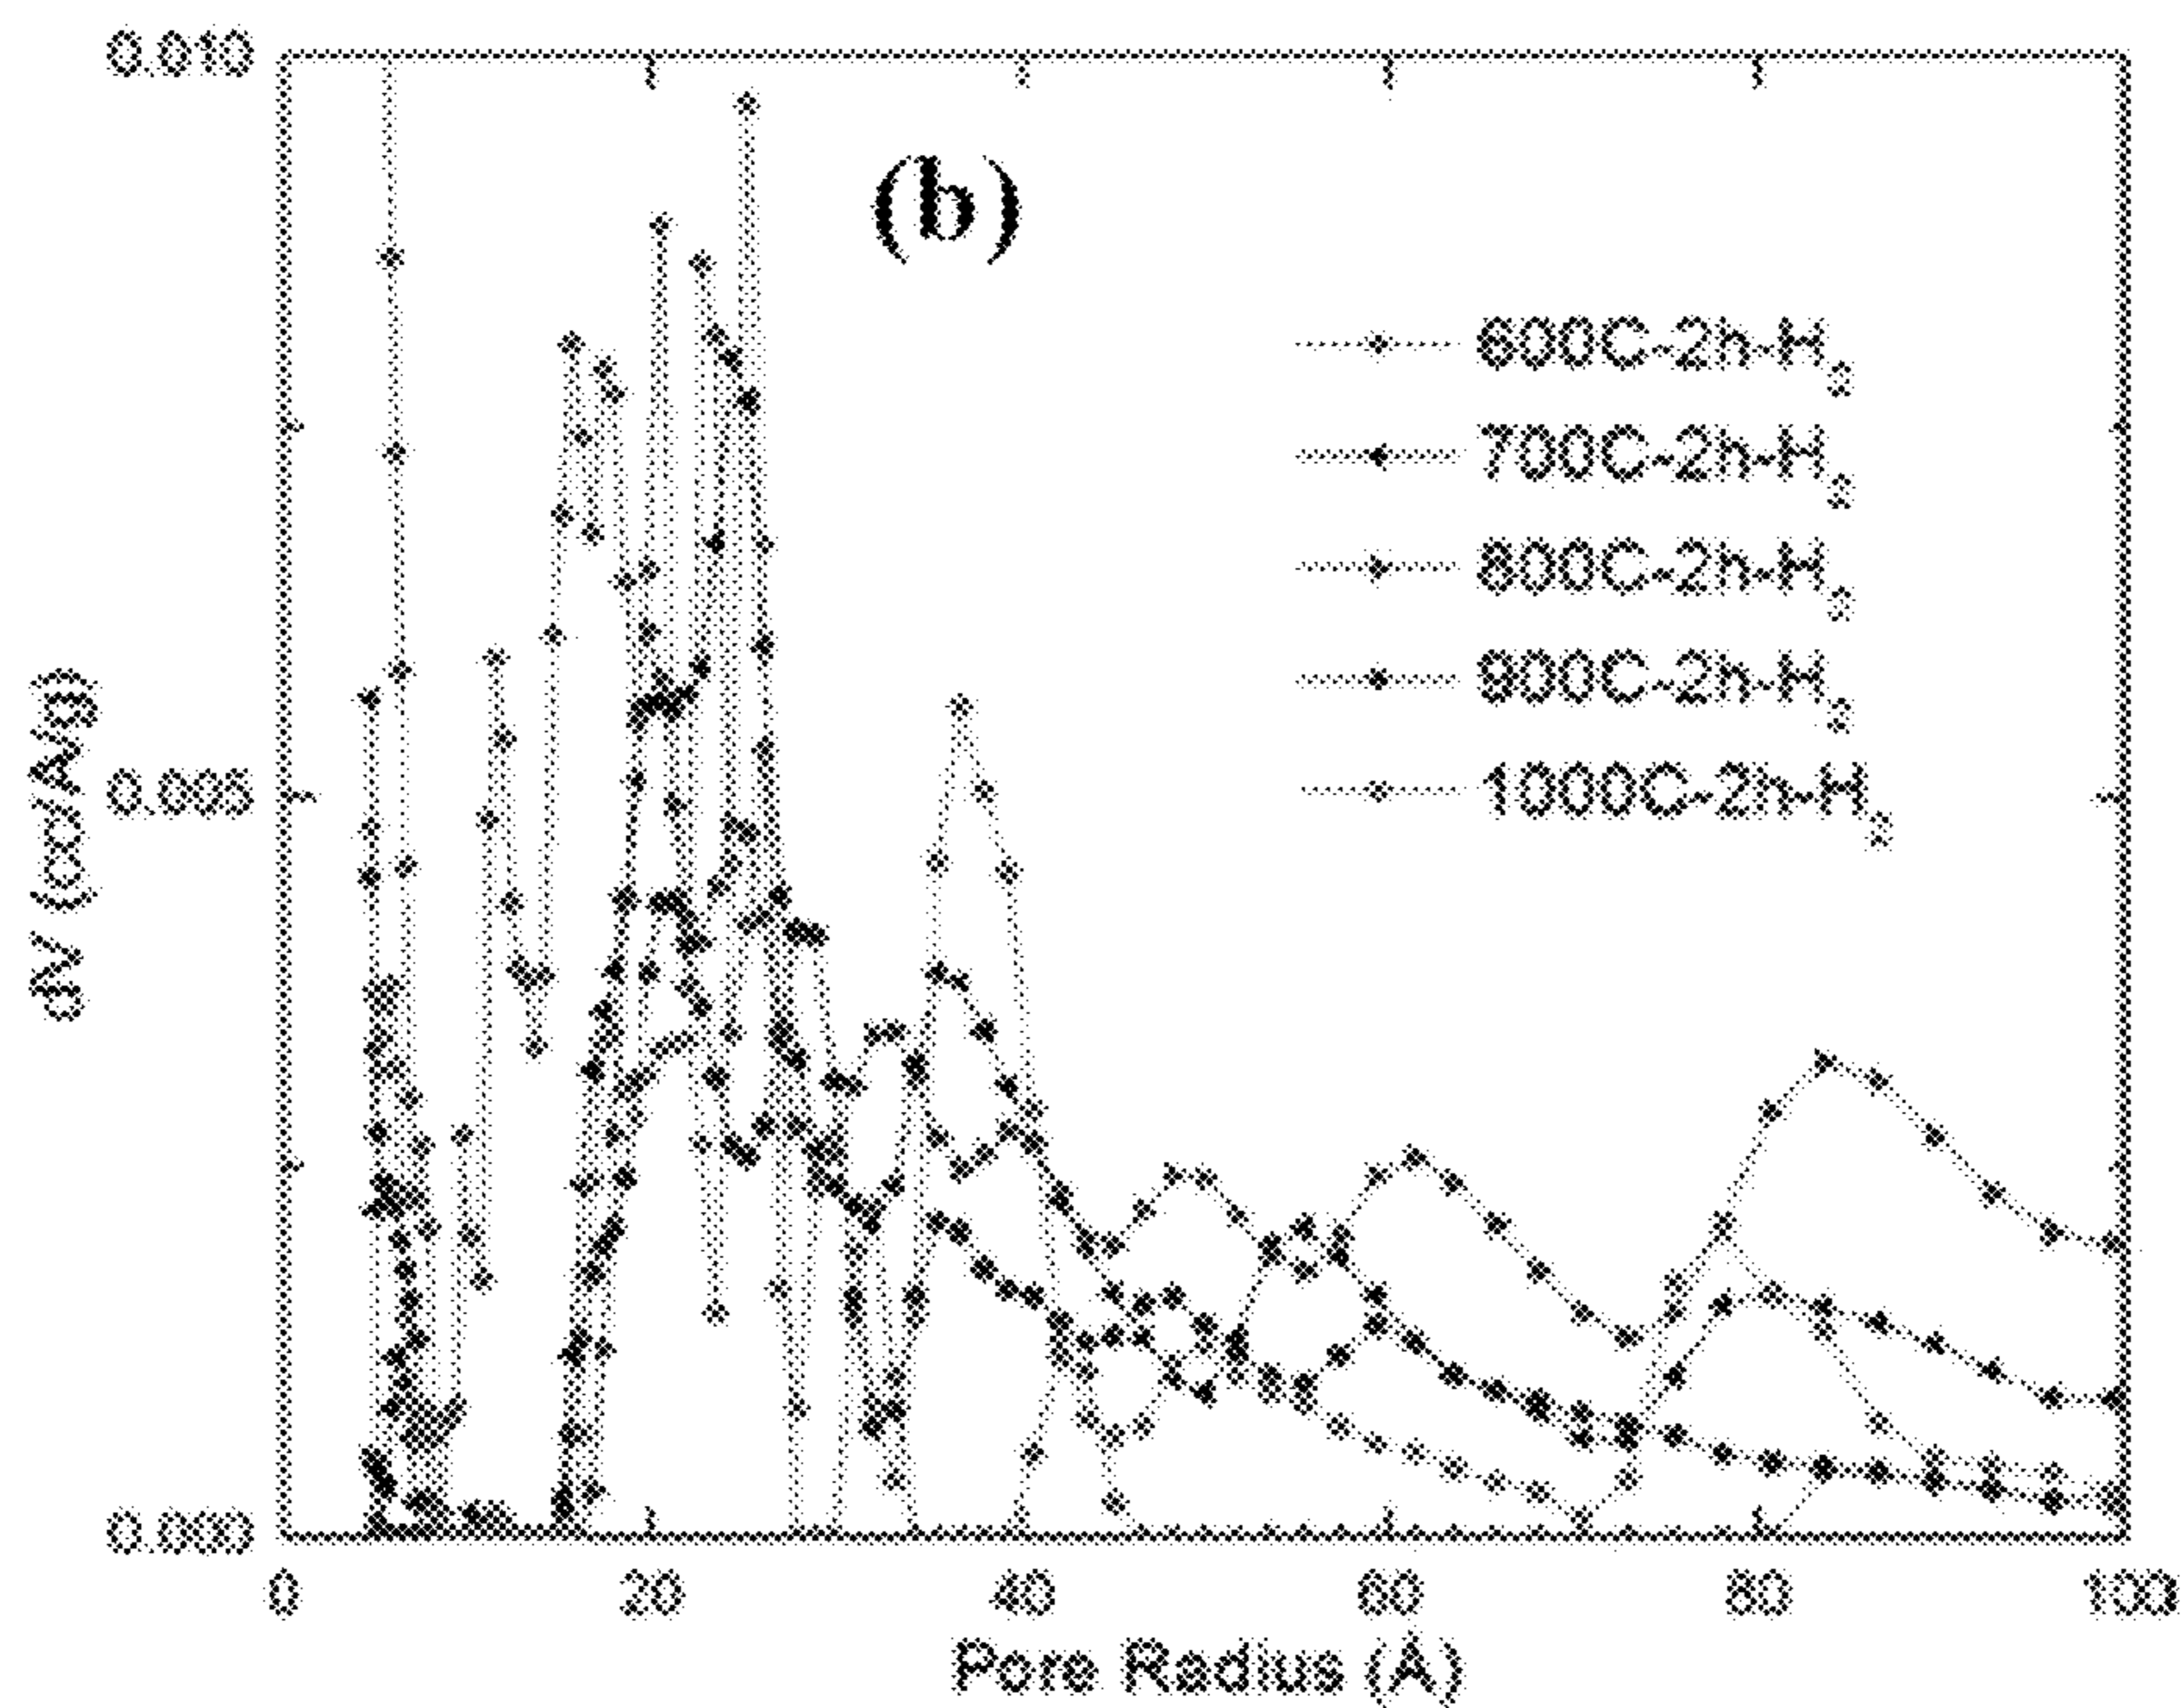 0.010
(b)
600C-2h-H2
700C-2h-H2
800C-2h-H2
900C-2h-H2
1000C-2h-H2
dV (cc/Å/g)
0.005
0.000
0 20 40 60 80 100
Pore Radius (Å)